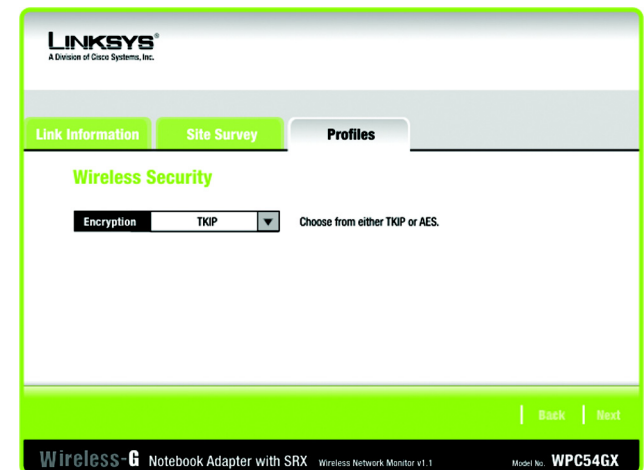 LINKSYS®
A Division of Cisco Systems, Inc.
Link Information Site Survey Profiles
Wireless Security
Encryption TKIP Choose from either TKIP or AES.
Back Next
Wireless-G Notebook Adapter with SRX Wireless Network Monitor v1.1 Model No. WPC54GX